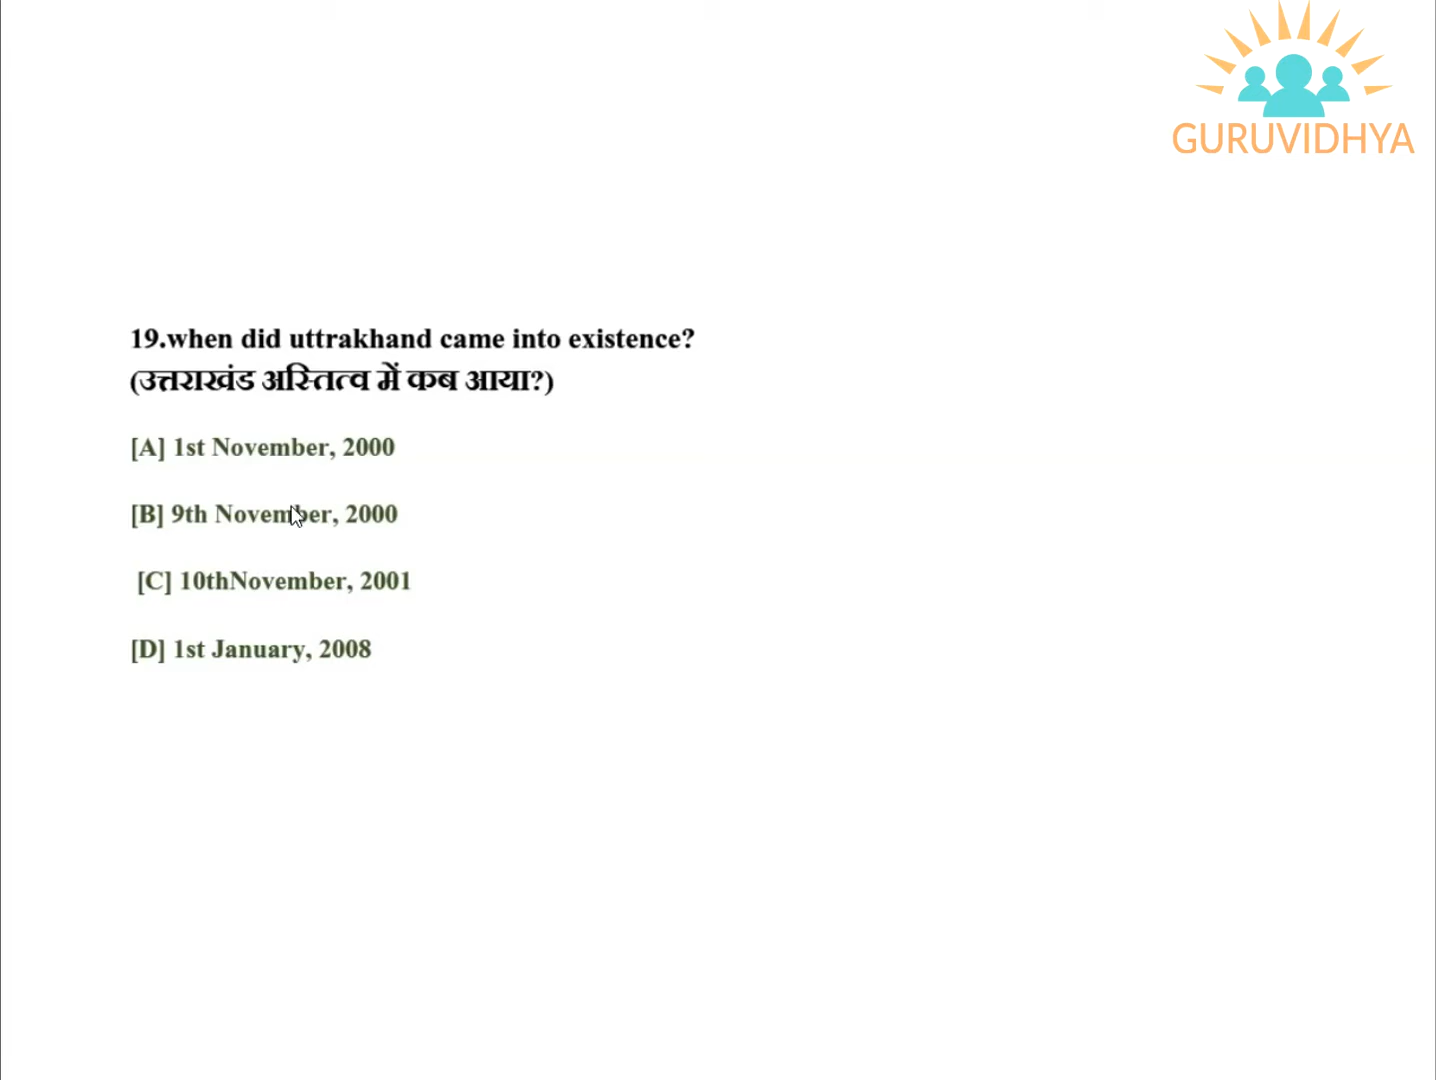 GURUVIDHYA
19.when did uttrakhand came into existence?
(उत्तराखंड अस्तित्व में कब आया?)
[A] 1st November, 2000
[B] 9th November, 2000
[C] 10thNovember, 2001
[D] 1st January, 2008